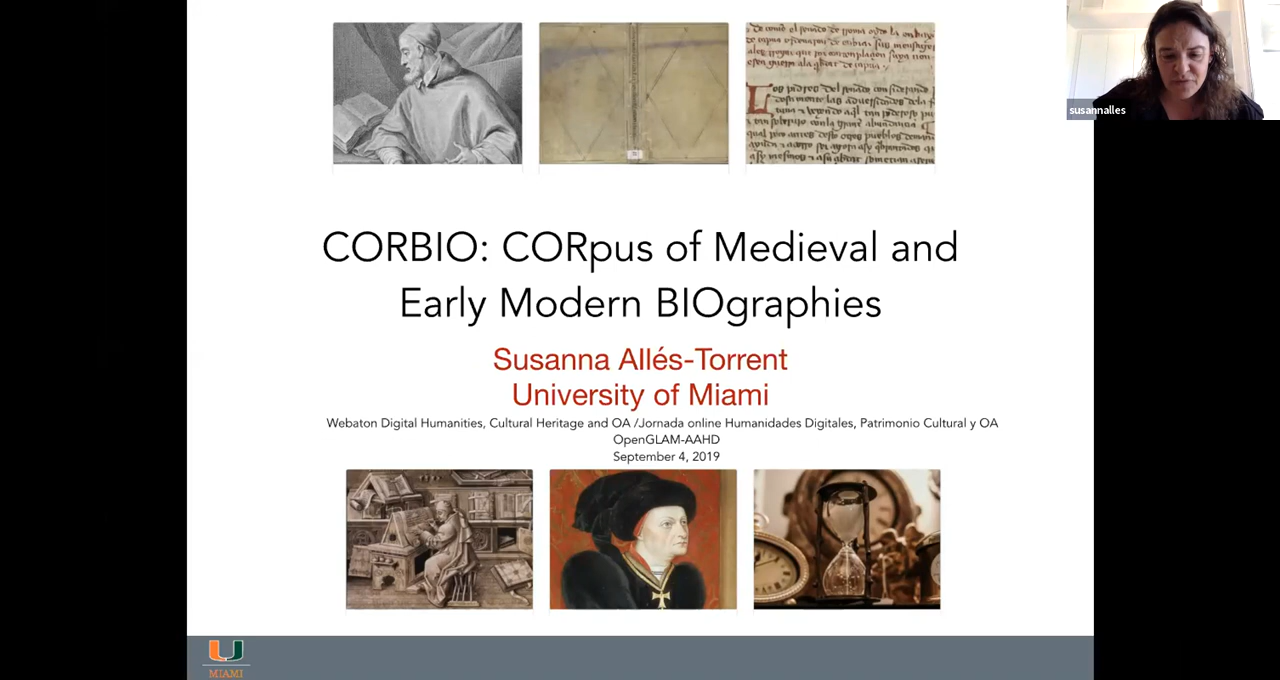 susannalles
CORBIO: CORpus of Medieval and
Early Modern BIOgraphies
Susanna Allés-Torrent
University of Miami
Webaton Digital Humanities, Cultural Heritage and OA /Jornada online Humanidades Digitales, Patrimonio Cultural y OA
OpenGLAM-AAHD
September 4, 2019
U
MIAMI